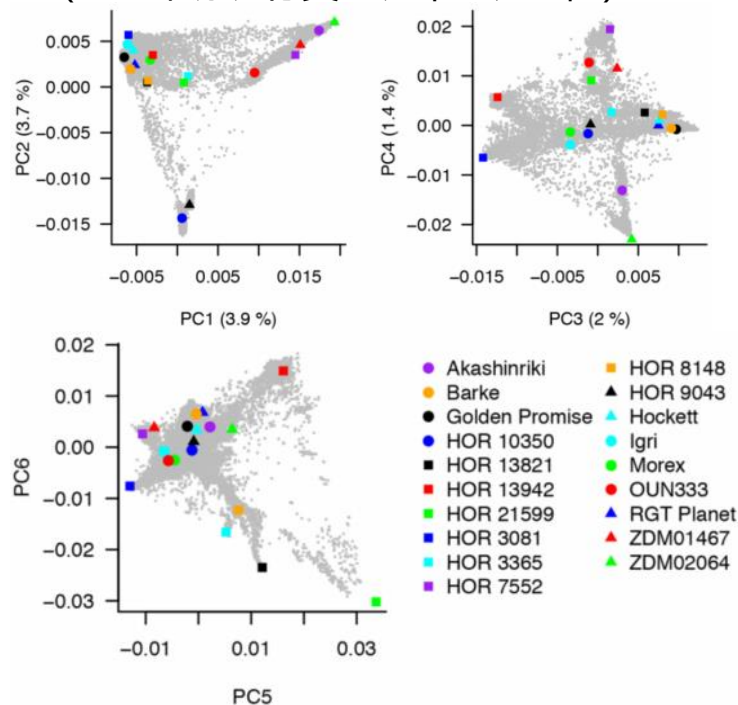 0.005
0.000
−0.005
−0.010
−0.015
PC2 (3.7 %)
−0.005
0.005
0.015
PC1 (3.9 %)
0.02
0.01
0.00
−0.01
−0.02
PC4 (1.4 %)
−0.015
−0.005
0.005
PC3 (2 %)
0.02
0.01
0.00
−0.01
−0.02
−0.03
PC6
−0.01
0.01
0.03
PC5
Akashinriki
Barke
Golden Promise
HOR 10350
HOR 13821
HOR 13942
HOR 21599
HOR 3081
HOR 3365
HOR 7552
HOR 8148
HOR 9043
Hockett
Igri
Morex
OUN333
RGT Planet
ZDM01467
ZDM02064